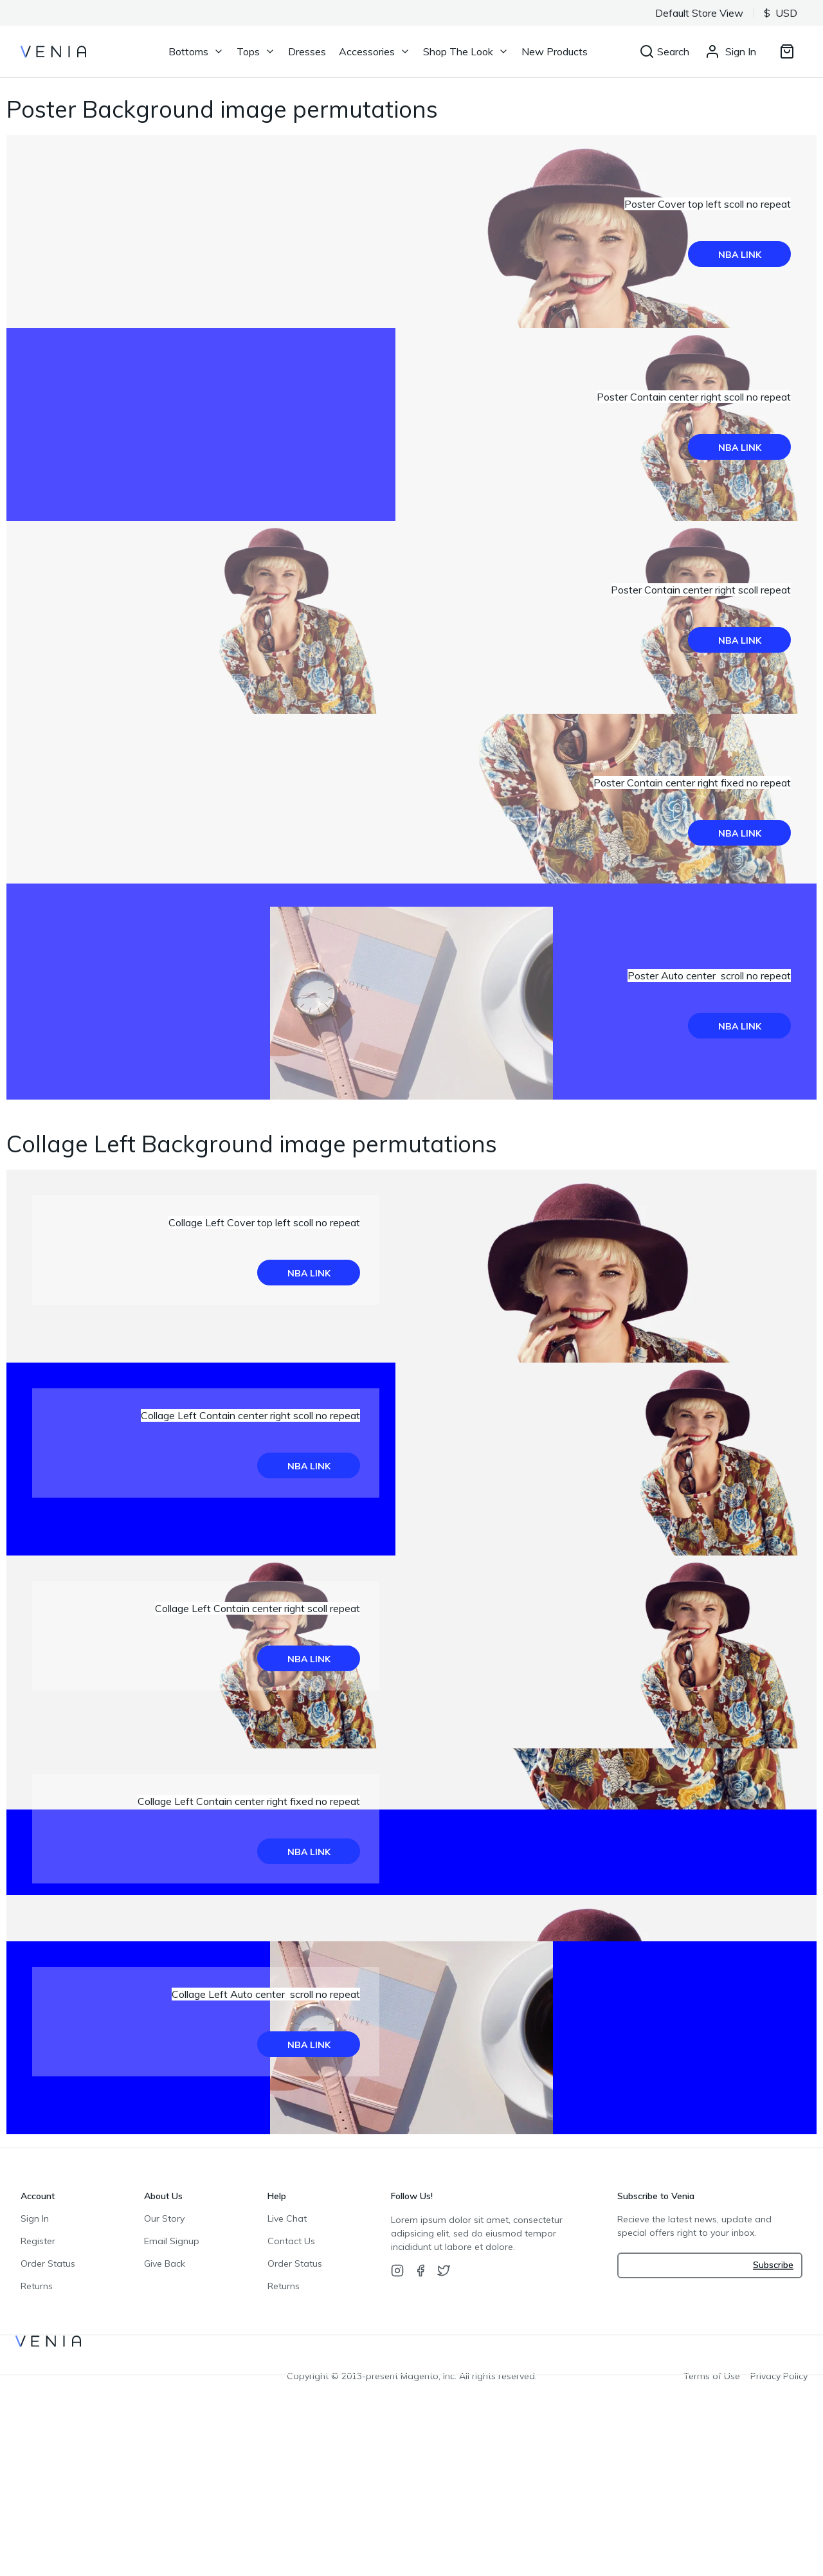 Default Store View
$ USD
VENIA
Bottoms
Tops
Dresses
Accessories
Shop The Look
New Products
Search
Sign In
Poster Background image permutations
Poster Cover top left scoll no repeat
NBA LINK
Poster Contain center right scoll no repeat
NBA LINK
Poster Contain center right scoll repeat
NBA LINK
Poster Contain center right fixed no repeat
NBA LINK
NOTES
Poster Auto center  scroll no repeat
NBA LINK
Collage Left Background image permutations
Collage Left Cover top left scoll no repeat
NBA LINK
Collage Left Contain center right scoll no repeat
NBA LINK
Collage Left Contain center right scoll repeat
NBA LINK
Collage Left Contain center right fixed no repeat
NBA LINK
Collage Left Auto center  scroll no repeat
NOTES
NBA LINK
Account
Sign In
Register
Order Status
Returns
About Us
Our Story
Email Signup
Give Back
Help
Live Chat
Contact Us
Order Status
Returns
Follow Us!
Lorem ipsum dolor sit amet, consectetur
adipsicing elit, sed do eiusmod tempor
incididunt ut labore et dolore.
Subscribe to Venia
Recieve the latest news, update and
special offers right to your inbox.
Subscribe
VENIA
Copyright © 2013-present Magento, Inc. All rights reserved.
Terms of Use
Privacy Policy